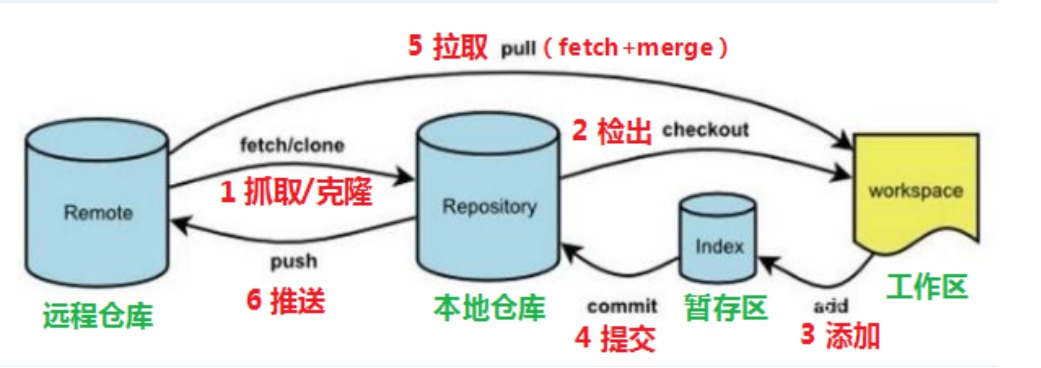 5 拉取 pull ( fetch +merge )
fetch/clone
2 检出 checkout
1 抓取/克隆
Remote
Repository
workspace
Index
push
commit
add
6 推送
远程仓库
本地仓库
4 提交
暂存区
3 添加
工作区